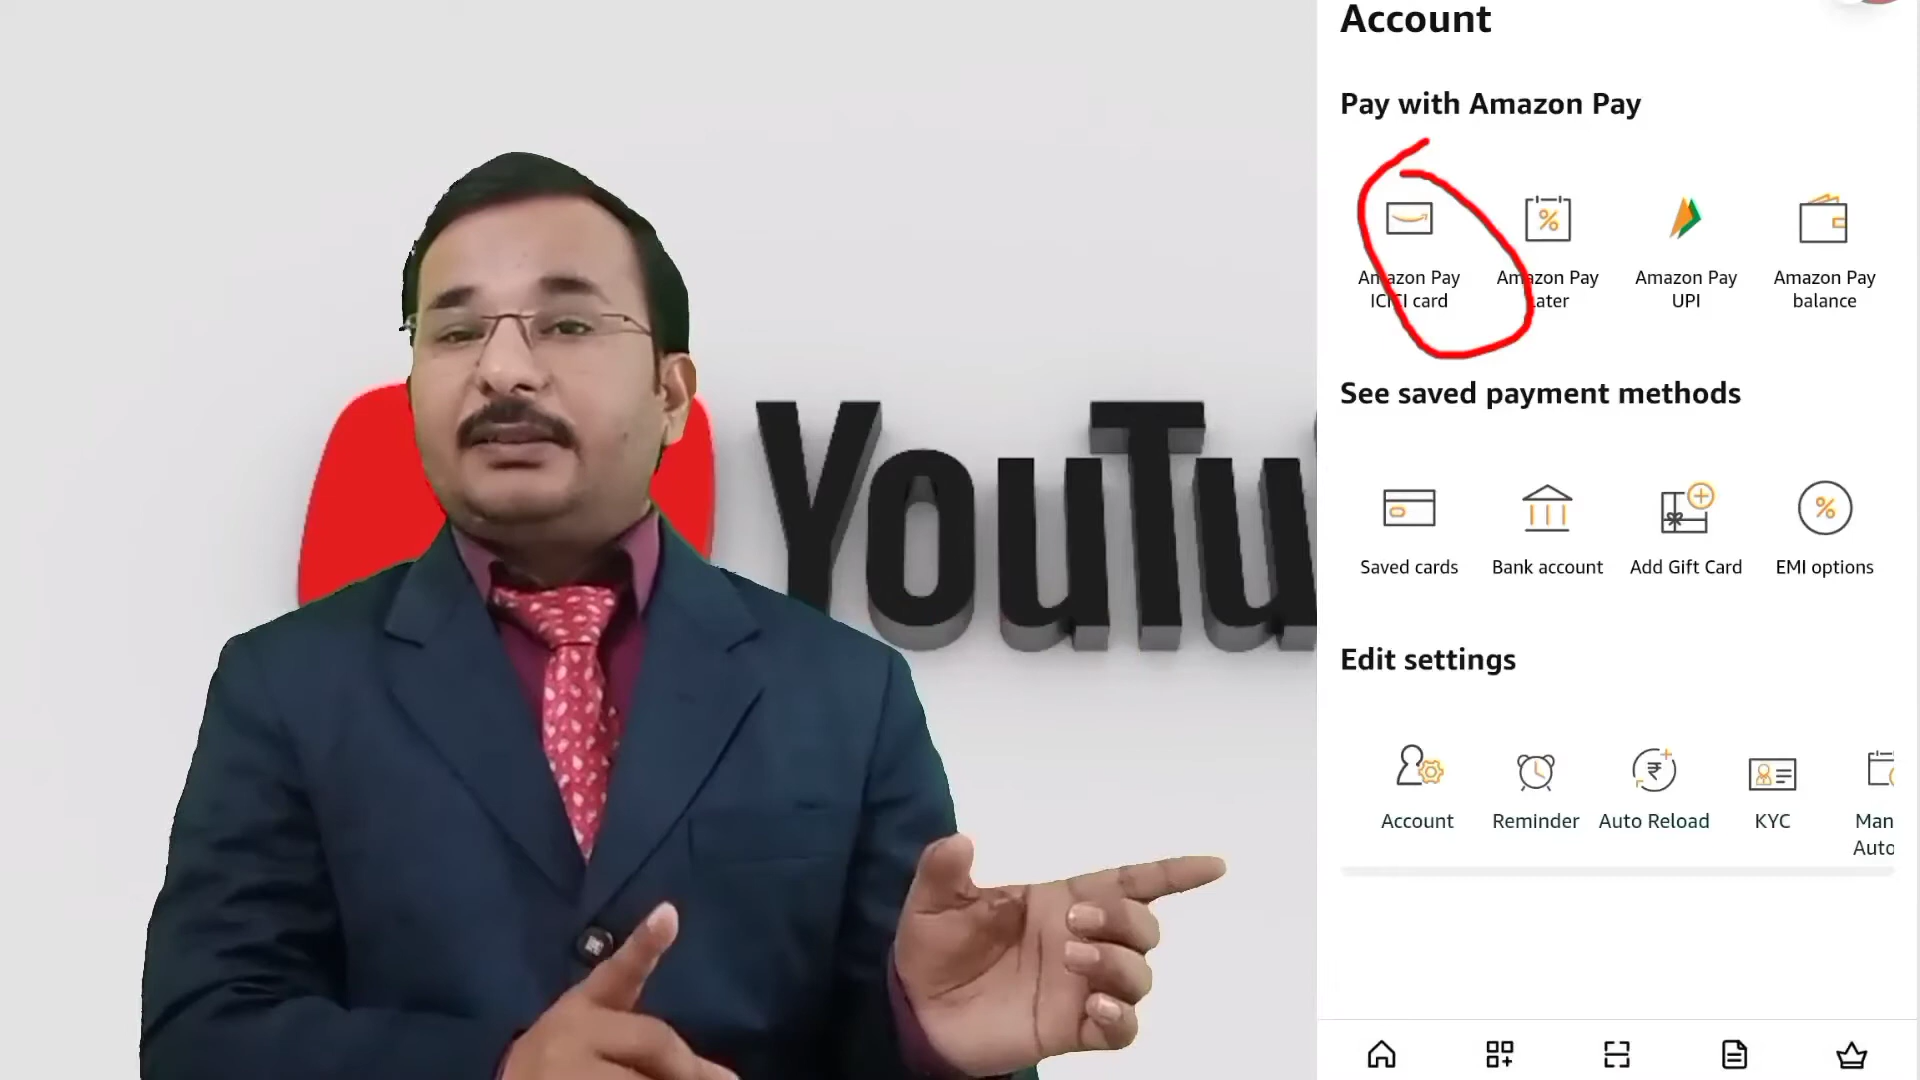 YouTu
Account
Pay with Amazon Pay
Amazon Pay
ICICI card
Amazon Pay
Later
Amazon Pay
UPI
Amazon Pay
balance
See saved payment methods
Saved cards
Bank account
Add Gift Card
EMI options
Edit settings
Account
Reminder
Auto Reload
KYC
Man
Auto